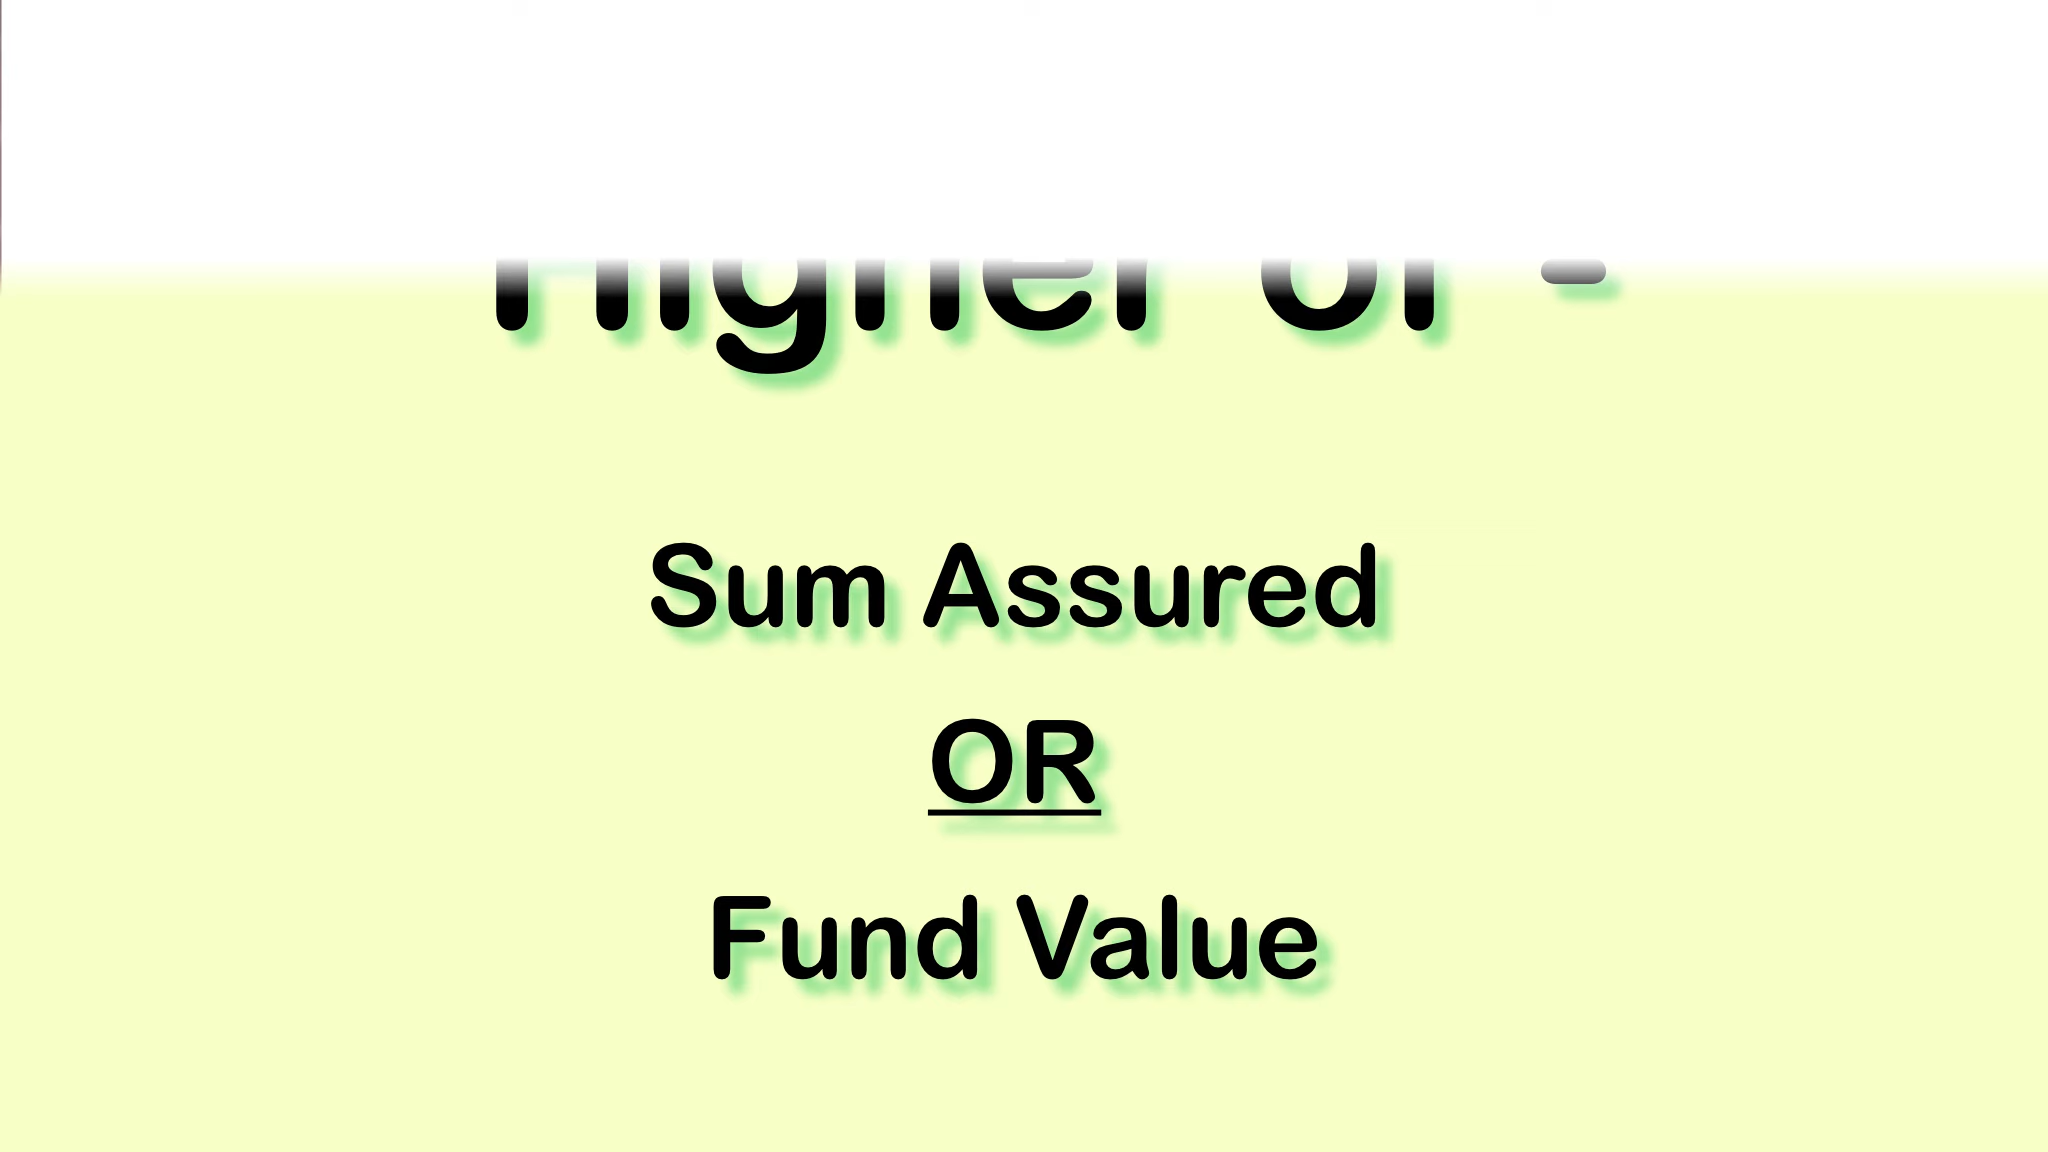 Higher of -
Sum Assured
OR
Fund Value